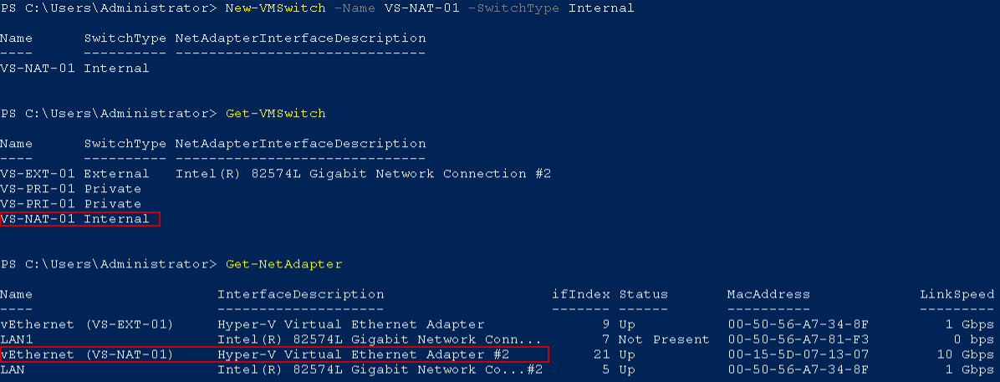 PS C:\Users\Administrator> New-VMSwitch -Name VS-NAT-01 -SwitchType Internal
Name SwitchType NetAdapterInterfaceDescription
---- ---------- ------------------------------
VS-NAT-01 Internal
PS C:\Users\Administrator> Get-VMSwitch
Name SwitchType NetAdapterInterfaceDescription
---- ---------- ------------------------------
VS-EXT-01 External Intel(R) 82574L Gigabit Network Connection #2
VS-PRI-01 Private
VS-PRI-01 Private
VS-NAT-01 Internal
PS C:\Users\Administrator> Get-NetAdapter
Name InterfaceDescription ifIndex Status MacAddress LinkSpeed
---- -------------------- ------- ------ ---------- ---------
vEthernet (VS-EXT-01) Hyper-V Virtual Ethernet Adapter 9 Up 00-50-56-A7-34-8F 1 Gbps
LAN1 Intel(R) 82574L Gigabit Network Conn... 7 Not Present 00-50-56-A7-81-F3 0 bps
vEthernet (VS-NAT-01) Hyper-V Virtual Ethernet Adapter #2 21 Up 00-15-5D-07-13-07 10 Gbps
LAN Intel(R) 82574L Gigabit Network Co...#2 5 Up 00-50-56-A7-34-8F 1 Gbps